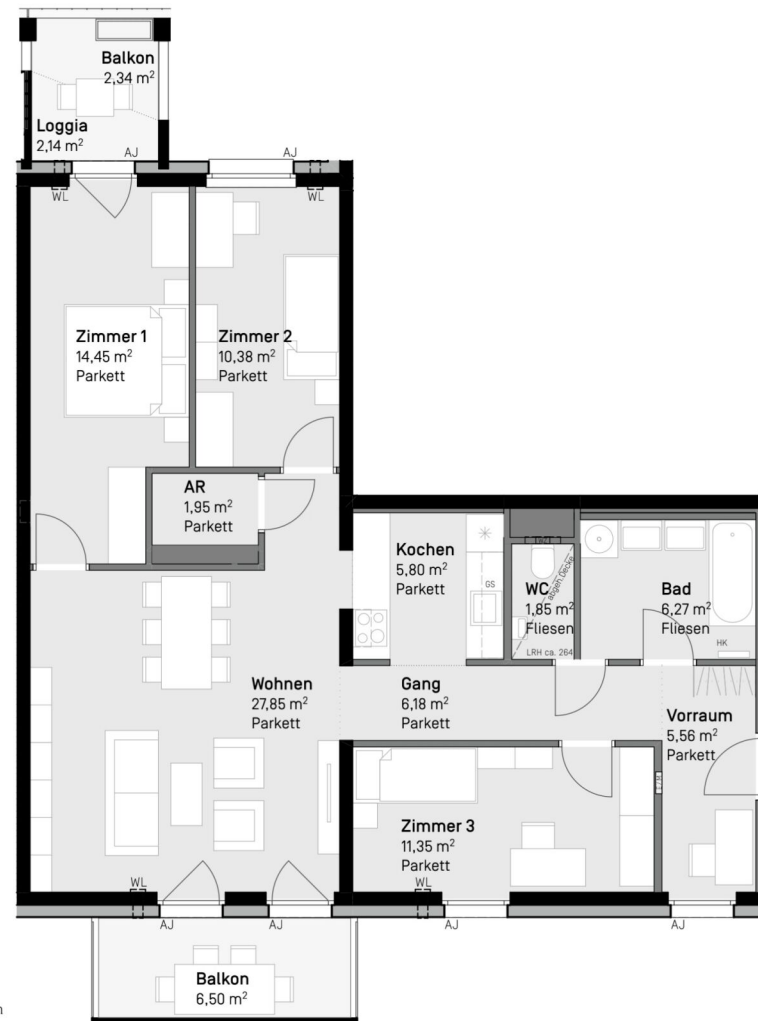 Balkon
2,34 m²
Loggia
2,14 m²
AJ
AJ
WL
WL
Zimmer 1
14,45 m²
Parkett
Zimmer 2
10,38 m²
Parkett
AR
1,95 m²
Parkett
Kochen
5,80 m²
Parkett
GS
WC
1,85 m²
Fliesen
abgeh. Decke
LRH ca. 264
Bad
6,27 m²
Fliesen
HK
Wohnen
27,85 m²
Parkett
Gang
6,18 m²
Parkett
Vorraum
5,56 m²
Parkett
Zimmer 3
11,35 m²
Parkett
WL
WL
AJ
AJ
AJ
AJ
Balkon
6,50 m²